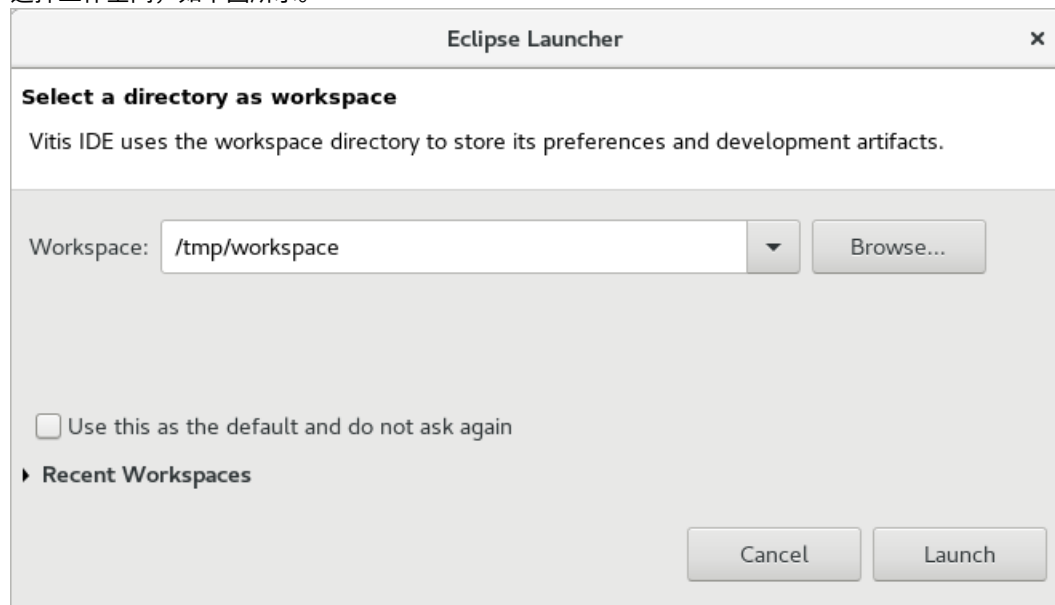 Eclipse Launcher
Select a directory as workspace
Vitis IDE uses the workspace directory to store its preferences and development artifacts.
Workspace: /tmp/workspace Browse...
Use this as the default and do not ask again
Recent Workspaces
Cancel Launch